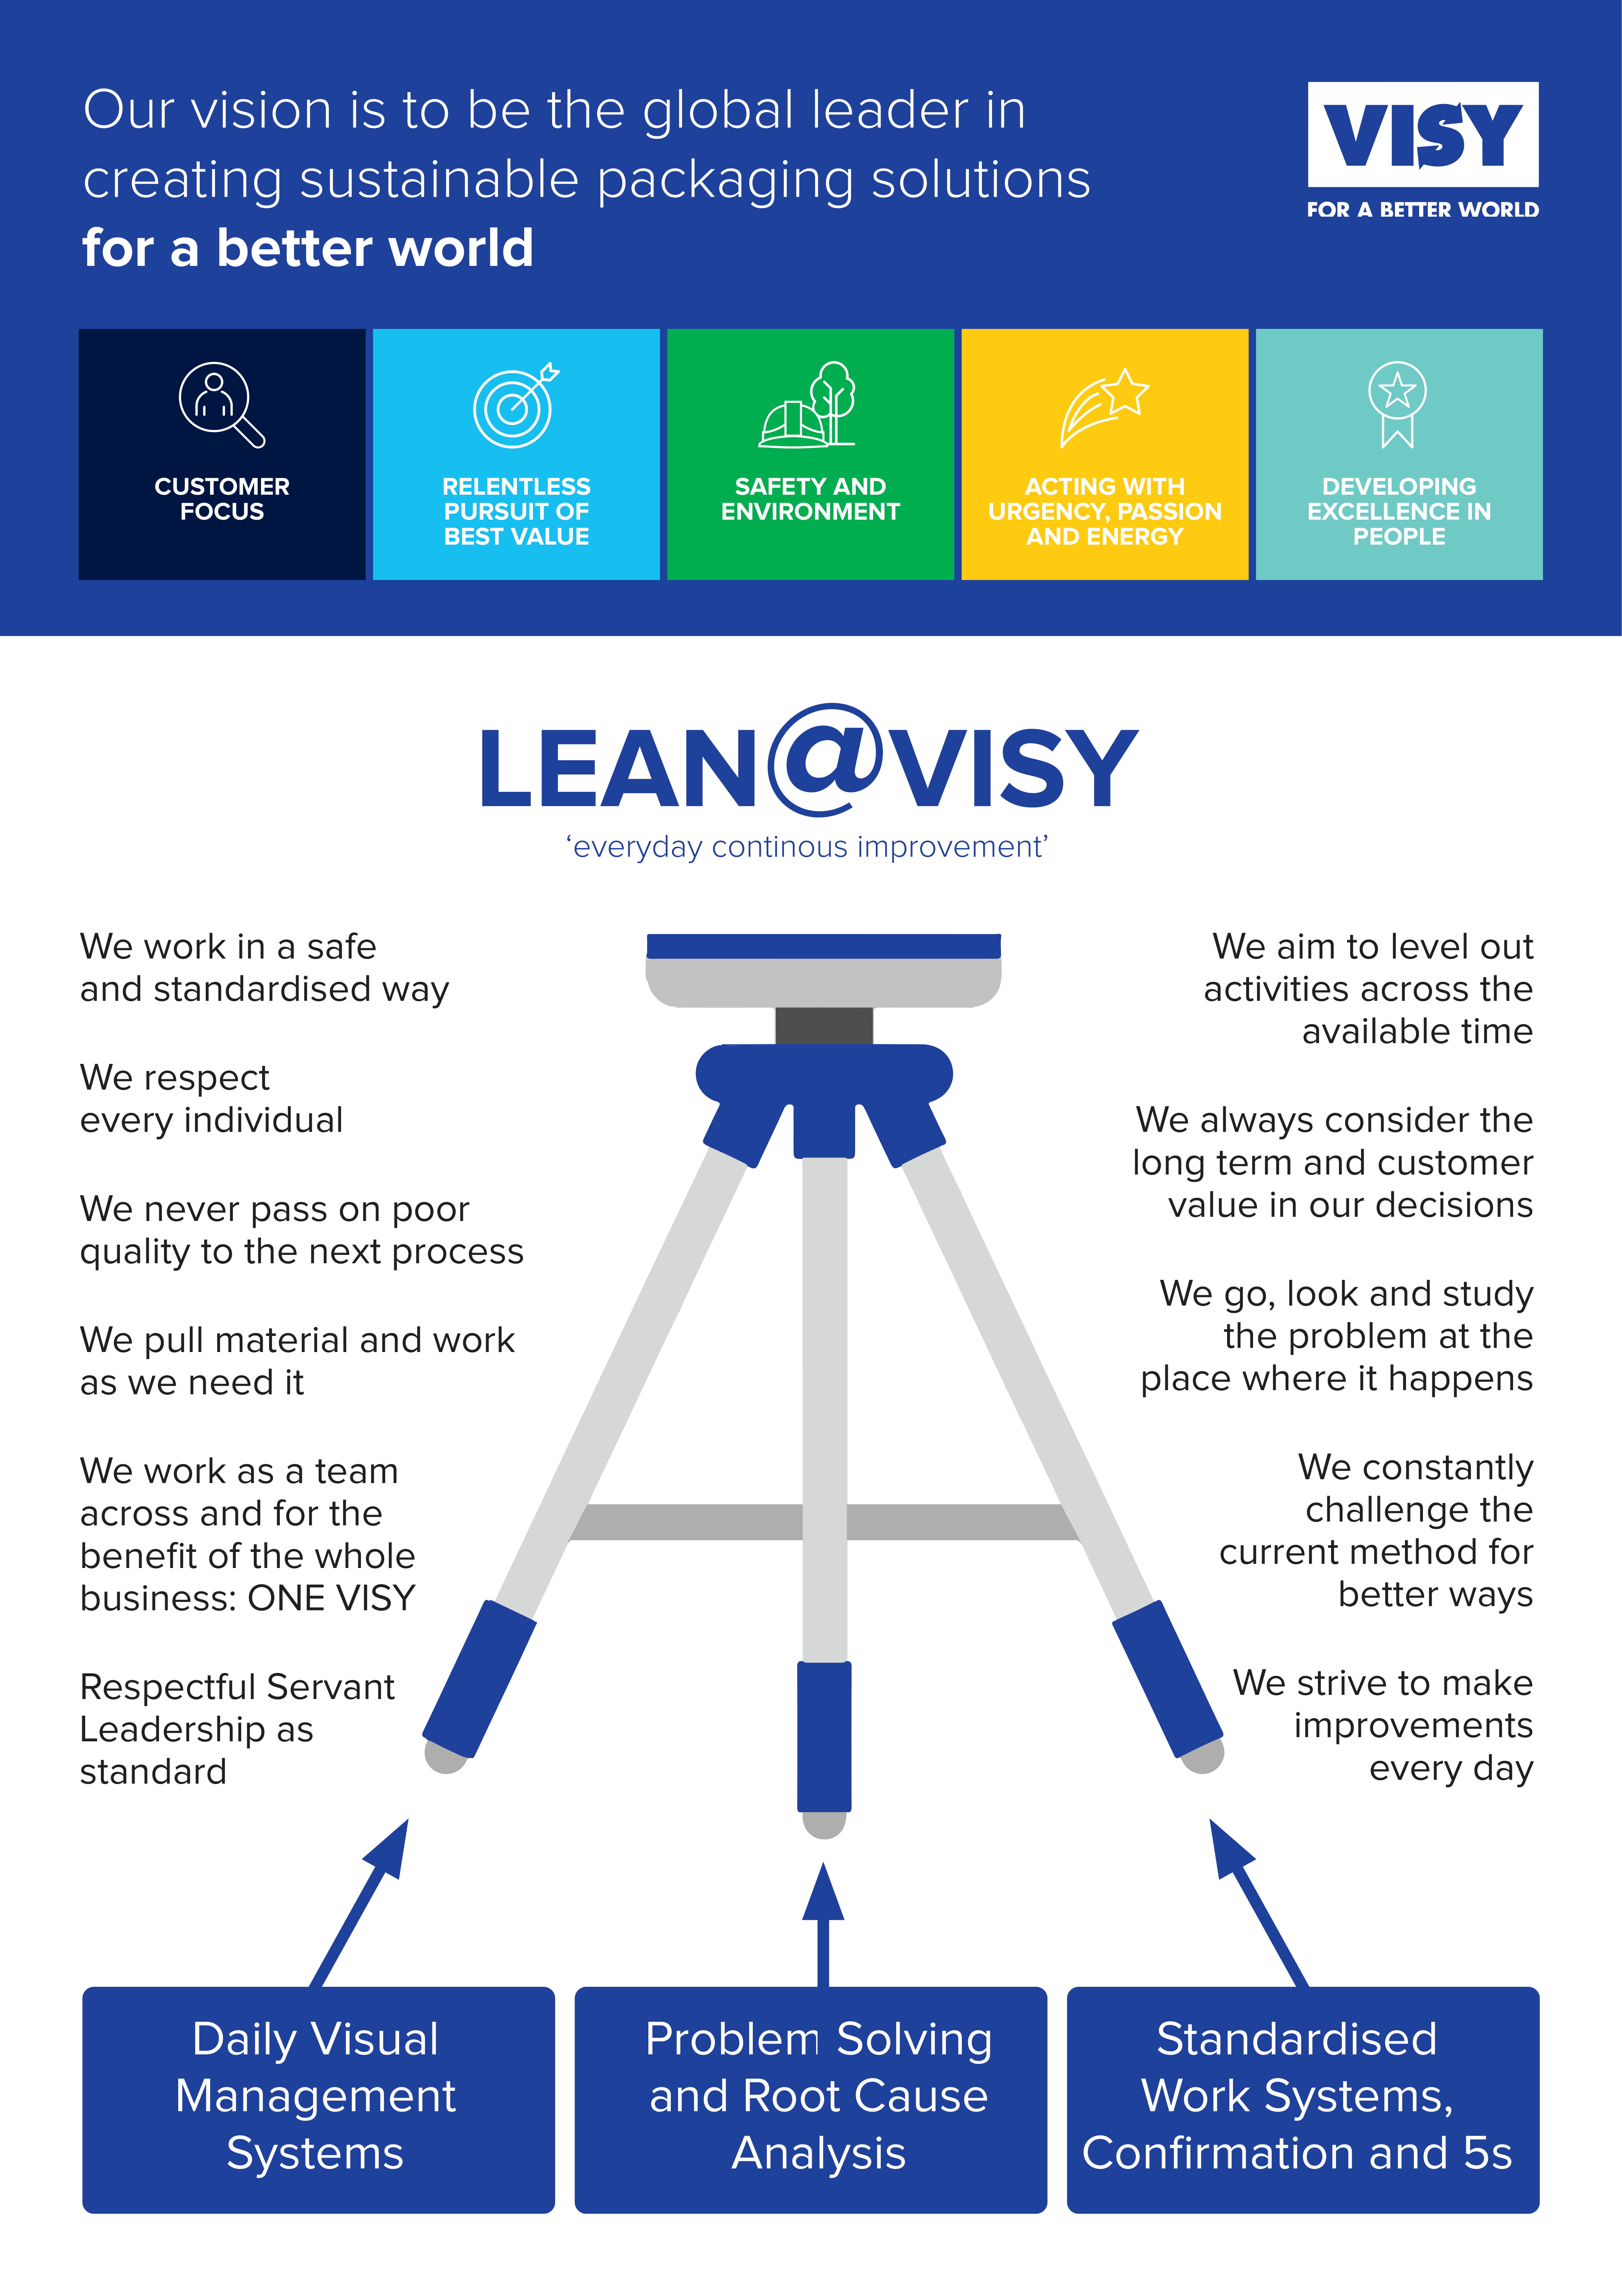 Our vision is to be the global leader in
creating sustainable packaging solutions
for a better world
VISY
FOR A BETTER WORLD
CUSTOMER
FOCUS
RELENTLESS
PURSUIT OF
BEST VALUE
SAFETY AND
ENVIRONMENT
ACTING WITH
URGENCY, PASSION
AND ENERGY
DEVELOPING
EXCELLENCE IN
PEOPLE
LEAN@VISY
‘everyday continous improvement’
We work in a safe
and standardised way
We respect
every individual
We never pass on poor
quality to the next process
We pull material and work
as we need it
We work as a team
across and for the
benefit of the whole
business: ONE VISY
Respectful Servant
Leadership as
standard
We aim to level out
activities across the
available time
We always consider the
long term and customer
value in our decisions
We go, look and study
the problem at the
place where it happens
We constantly
challenge the
current method for
better ways
We strive to make
improvements
every day
Daily Visual
Management
Systems
Problem Solving
and Root Cause
Analysis
Standardised
Work Systems,
Confirmation and 5s